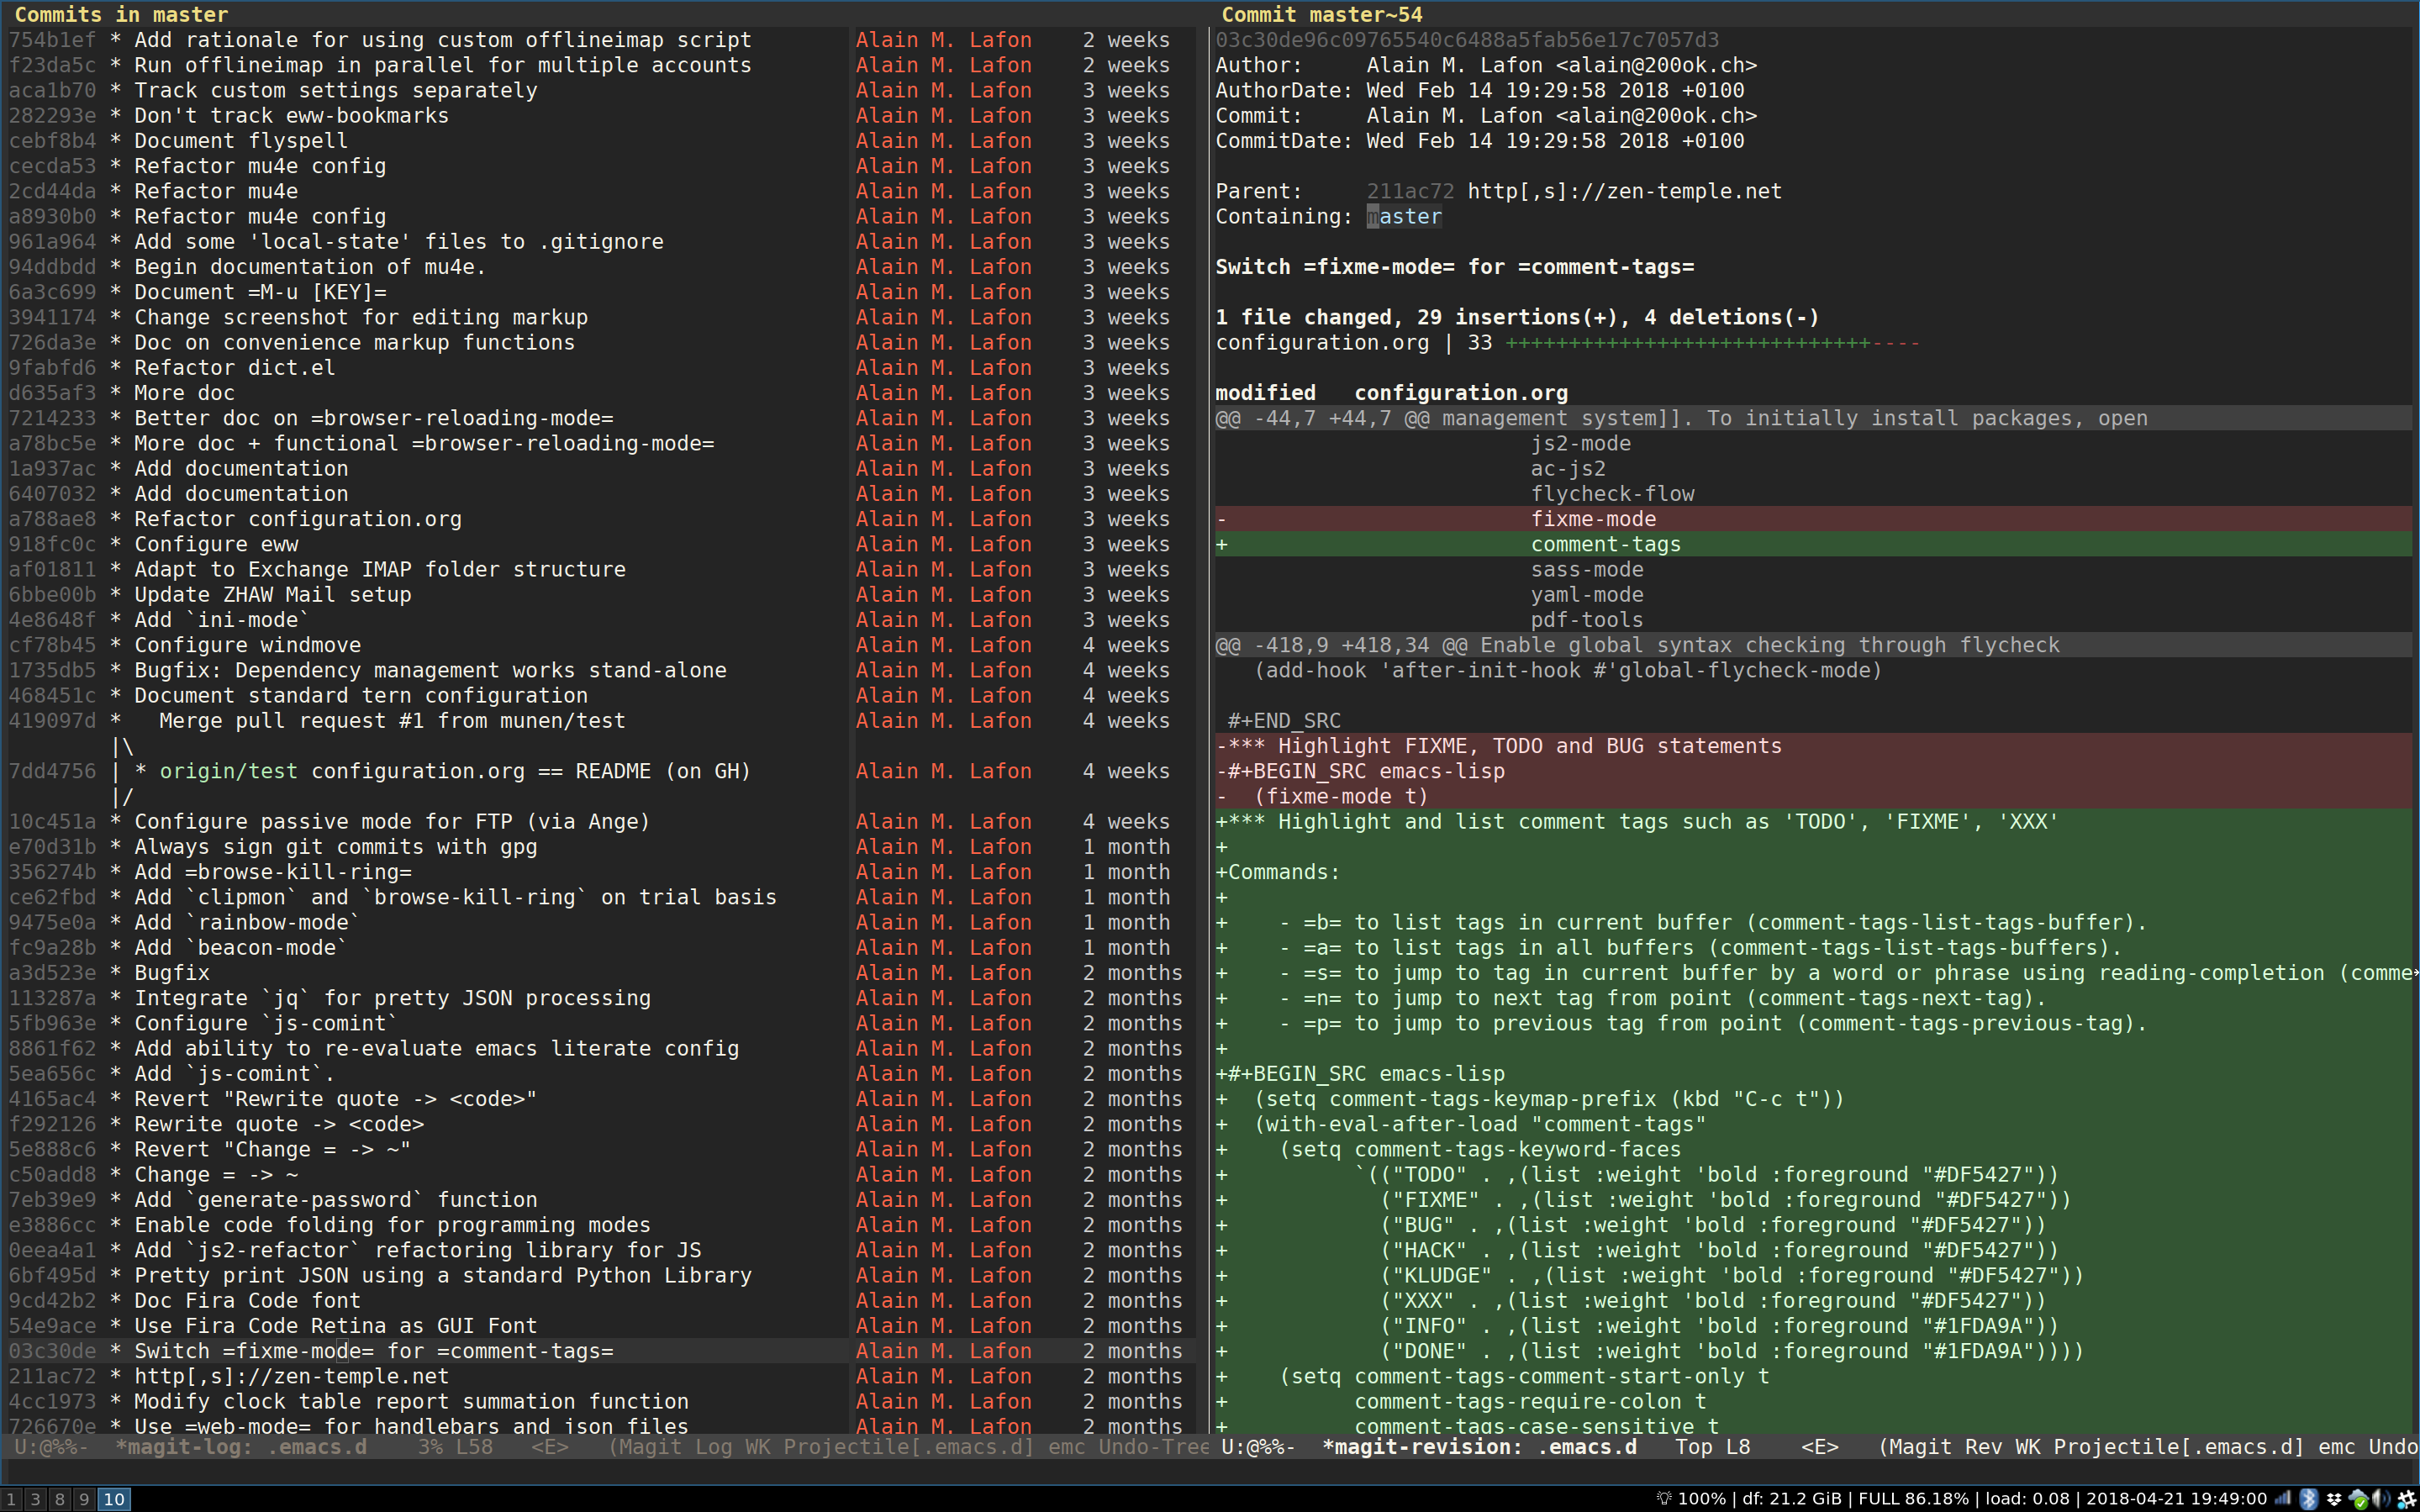 Commits in master
754b1ef * Add rationale for using custom offlineimap script Alain M. Lafon 2 weeks
f23da5c * Run offlineimap in parallel for multiple accounts Alain M. Lafon 2 weeks
aca1b70 * Track custom settings separately Alain M. Lafon 3 weeks
282293e * Don't track eww-bookmarks Alain M. Lafon 3 weeks
cebf8b4 * Document flyspell Alain M. Lafon 3 weeks
cecda53 * Refactor mu4e config Alain M. Lafon 3 weeks
2cd44da * Refactor mu4e Alain M. Lafon 3 weeks
a8930b0 * Refactor mu4e config Alain M. Lafon 3 weeks
961a964 * Add some 'local-state' files to .gitignore Alain M. Lafon 3 weeks
94ddbdd * Begin documentation of mu4e. Alain M. Lafon 3 weeks
6a3c699 * Document =M-u [KEY]= Alain M. Lafon 3 weeks
3941174 * Change screenshot for editing markup Alain M. Lafon 3 weeks
726da3e * Doc on convenience markup functions Alain M. Lafon 3 weeks
9fabfd6 * Refactor dict.el Alain M. Lafon 3 weeks
d635af3 * More doc Alain M. Lafon 3 weeks
7214233 * Better doc on =browser-reloading-mode= Alain M. Lafon 3 weeks
a78bc5e * More doc + functional =browser-reloading-mode= Alain M. Lafon 3 weeks
1a937ac * Add documentation Alain M. Lafon 3 weeks
6407032 * Add documentation Alain M. Lafon 3 weeks
a788ae8 * Refactor configuration.org Alain M. Lafon 3 weeks
918fc0c * Configure eww Alain M. Lafon 3 weeks
af01811 * Adapt to Exchange IMAP folder structure Alain M. Lafon 3 weeks
6bbe00b * Update ZHAW Mail setup Alain M. Lafon 3 weeks
4e8648f * Add `ini-mode` Alain M. Lafon 3 weeks
cf78b45 * Configure windmove Alain M. Lafon 4 weeks
1735db5 * Bugfix: Dependency management works stand-alone Alain M. Lafon 4 weeks
468451c * Document standard tern configuration Alain M. Lafon 4 weeks
419097d *   Merge pull request #1 from munen/test Alain M. Lafon 4 weeks
|\
7dd4756 | * origin/test configuration.org == README (on GH) Alain M. Lafon 4 weeks
|/
10c451a * Configure passive mode for FTP (via Ange) Alain M. Lafon 4 weeks
e70d31b * Always sign git commits with gpg Alain M. Lafon 1 month
356274b * Add =browse-kill-ring= Alain M. Lafon 1 month
ce62fbd * Add `clipmon` and `browse-kill-ring` on trial basis Alain M. Lafon 1 month
9475e0a * Add `rainbow-mode` Alain M. Lafon 1 month
fc9a28b * Add `beacon-mode` Alain M. Lafon 1 month
a3d523e * Bugfix Alain M. Lafon 2 months
113287a * Integrate `jq` for pretty JSON processing Alain M. Lafon 2 months
5fb963e * Configure `js-comint` Alain M. Lafon 2 months
8861f62 * Add ability to re-evaluate emacs literate config Alain M. Lafon 2 months
5ea656c * Add `js-comint`. Alain M. Lafon 2 months
4165ac4 * Revert "Rewrite quote -> <code>" Alain M. Lafon 2 months
f292126 * Rewrite quote -> <code> Alain M. Lafon 2 months
5e888c6 * Revert "Change = -> ~" Alain M. Lafon 2 months
c50add8 * Change = -> ~ Alain M. Lafon 2 months
7eb39e9 * Add `generate-password` function Alain M. Lafon 2 months
e3886cc * Enable code folding for programming modes Alain M. Lafon 2 months
0eea4a1 * Add `js2-refactor` refactoring library for JS Alain M. Lafon 2 months
6bf495d * Pretty print JSON using a standard Python Library Alain M. Lafon 2 months
9cd42b2 * Doc Fira Code font Alain M. Lafon 2 months
54e9ace * Use Fira Code Retina as GUI Font Alain M. Lafon 2 months
03c30de * Switch =fixme-mode= for =comment-tags= Alain M. Lafon 2 months
211ac72 * http[,s]://zen-temple.net Alain M. Lafon 2 months
4cc1973 * Modify clock table report summation function Alain M. Lafon 2 months
726670e * Use =web-mode= for handlebars and json files Alain M. Lafon 2 months
U:@%%-  *magit-log: .emacs.d    3% L58   <E>   (Magit Log WK Projectile[.emacs.d] emc Undo-Tree
Commit master~54
03c30de96c09765540c6488a5fab56e17c7057d3
Author:     Alain M. Lafon <alain@200ok.ch>
AuthorDate: Wed Feb 14 19:29:58 2018 +0100
Commit:     Alain M. Lafon <alain@200ok.ch>
CommitDate: Wed Feb 14 19:29:58 2018 +0100
Parent:     211ac72 http[,s]://zen-temple.net
Containing: master
Switch =fixme-mode= for =comment-tags=
1 file changed, 29 insertions(+), 4 deletions(-)
configuration.org | 33 +++++++++++++++++++++++++++++----
modified   configuration.org
@@ -44,7 +44,7 @@ management system]]. To initially install packages, open
js2-mode
ac-js2
flycheck-flow
-                        fixme-mode
+                        comment-tags
sass-mode
yaml-mode
pdf-tools
@@ -418,9 +418,34 @@ Enable global syntax checking through flycheck
(add-hook 'after-init-hook #'global-flycheck-mode)
#+END_SRC
-*** Highlight FIXME, TODO and BUG statements
-#+BEGIN_SRC emacs-lisp
-  (fixme-mode t)
+*** Highlight and list comment tags such as 'TODO', 'FIXME', 'XXX'
+
+Commands:
+
+    - =b= to list tags in current buffer (comment-tags-list-tags-buffer).
+    - =a= to list tags in all buffers (comment-tags-list-tags-buffers).
+    - =s= to jump to tag in current buffer by a word or phrase using reading-completion (comme
+    - =n= to jump to next tag from point (comment-tags-next-tag).
+    - =p= to jump to previous tag from point (comment-tags-previous-tag).
+
+#+BEGIN_SRC emacs-lisp
+  (setq comment-tags-keymap-prefix (kbd "C-c t"))
+  (with-eval-after-load "comment-tags"
+    (setq comment-tags-keyword-faces
+          `(("TODO" . ,(list :weight 'bold :foreground "#DF5427"))
+            ("FIXME" . ,(list :weight 'bold :foreground "#DF5427"))
+            ("BUG" . ,(list :weight 'bold :foreground "#DF5427"))
+            ("HACK" . ,(list :weight 'bold :foreground "#DF5427"))
+            ("KLUDGE" . ,(list :weight 'bold :foreground "#DF5427"))
+            ("XXX" . ,(list :weight 'bold :foreground "#DF5427"))
+            ("INFO" . ,(list :weight 'bold :foreground "#1FDA9A"))
+            ("DONE" . ,(list :weight 'bold :foreground "#1FDA9A"))))
+    (setq comment-tags-comment-start-only t
+          comment-tags-require-colon t
+          comment-tags-case-sensitive t
U:@%%-  *magit-revision: .emacs.d   Top L8    <E>   (Magit Rev WK Projectile[.emacs.d] emc Undo
1 3 8 9 10
100% | df: 21.2 GiB | FULL 86.18% | load: 0.08 | 2018-04-21 19:49:00